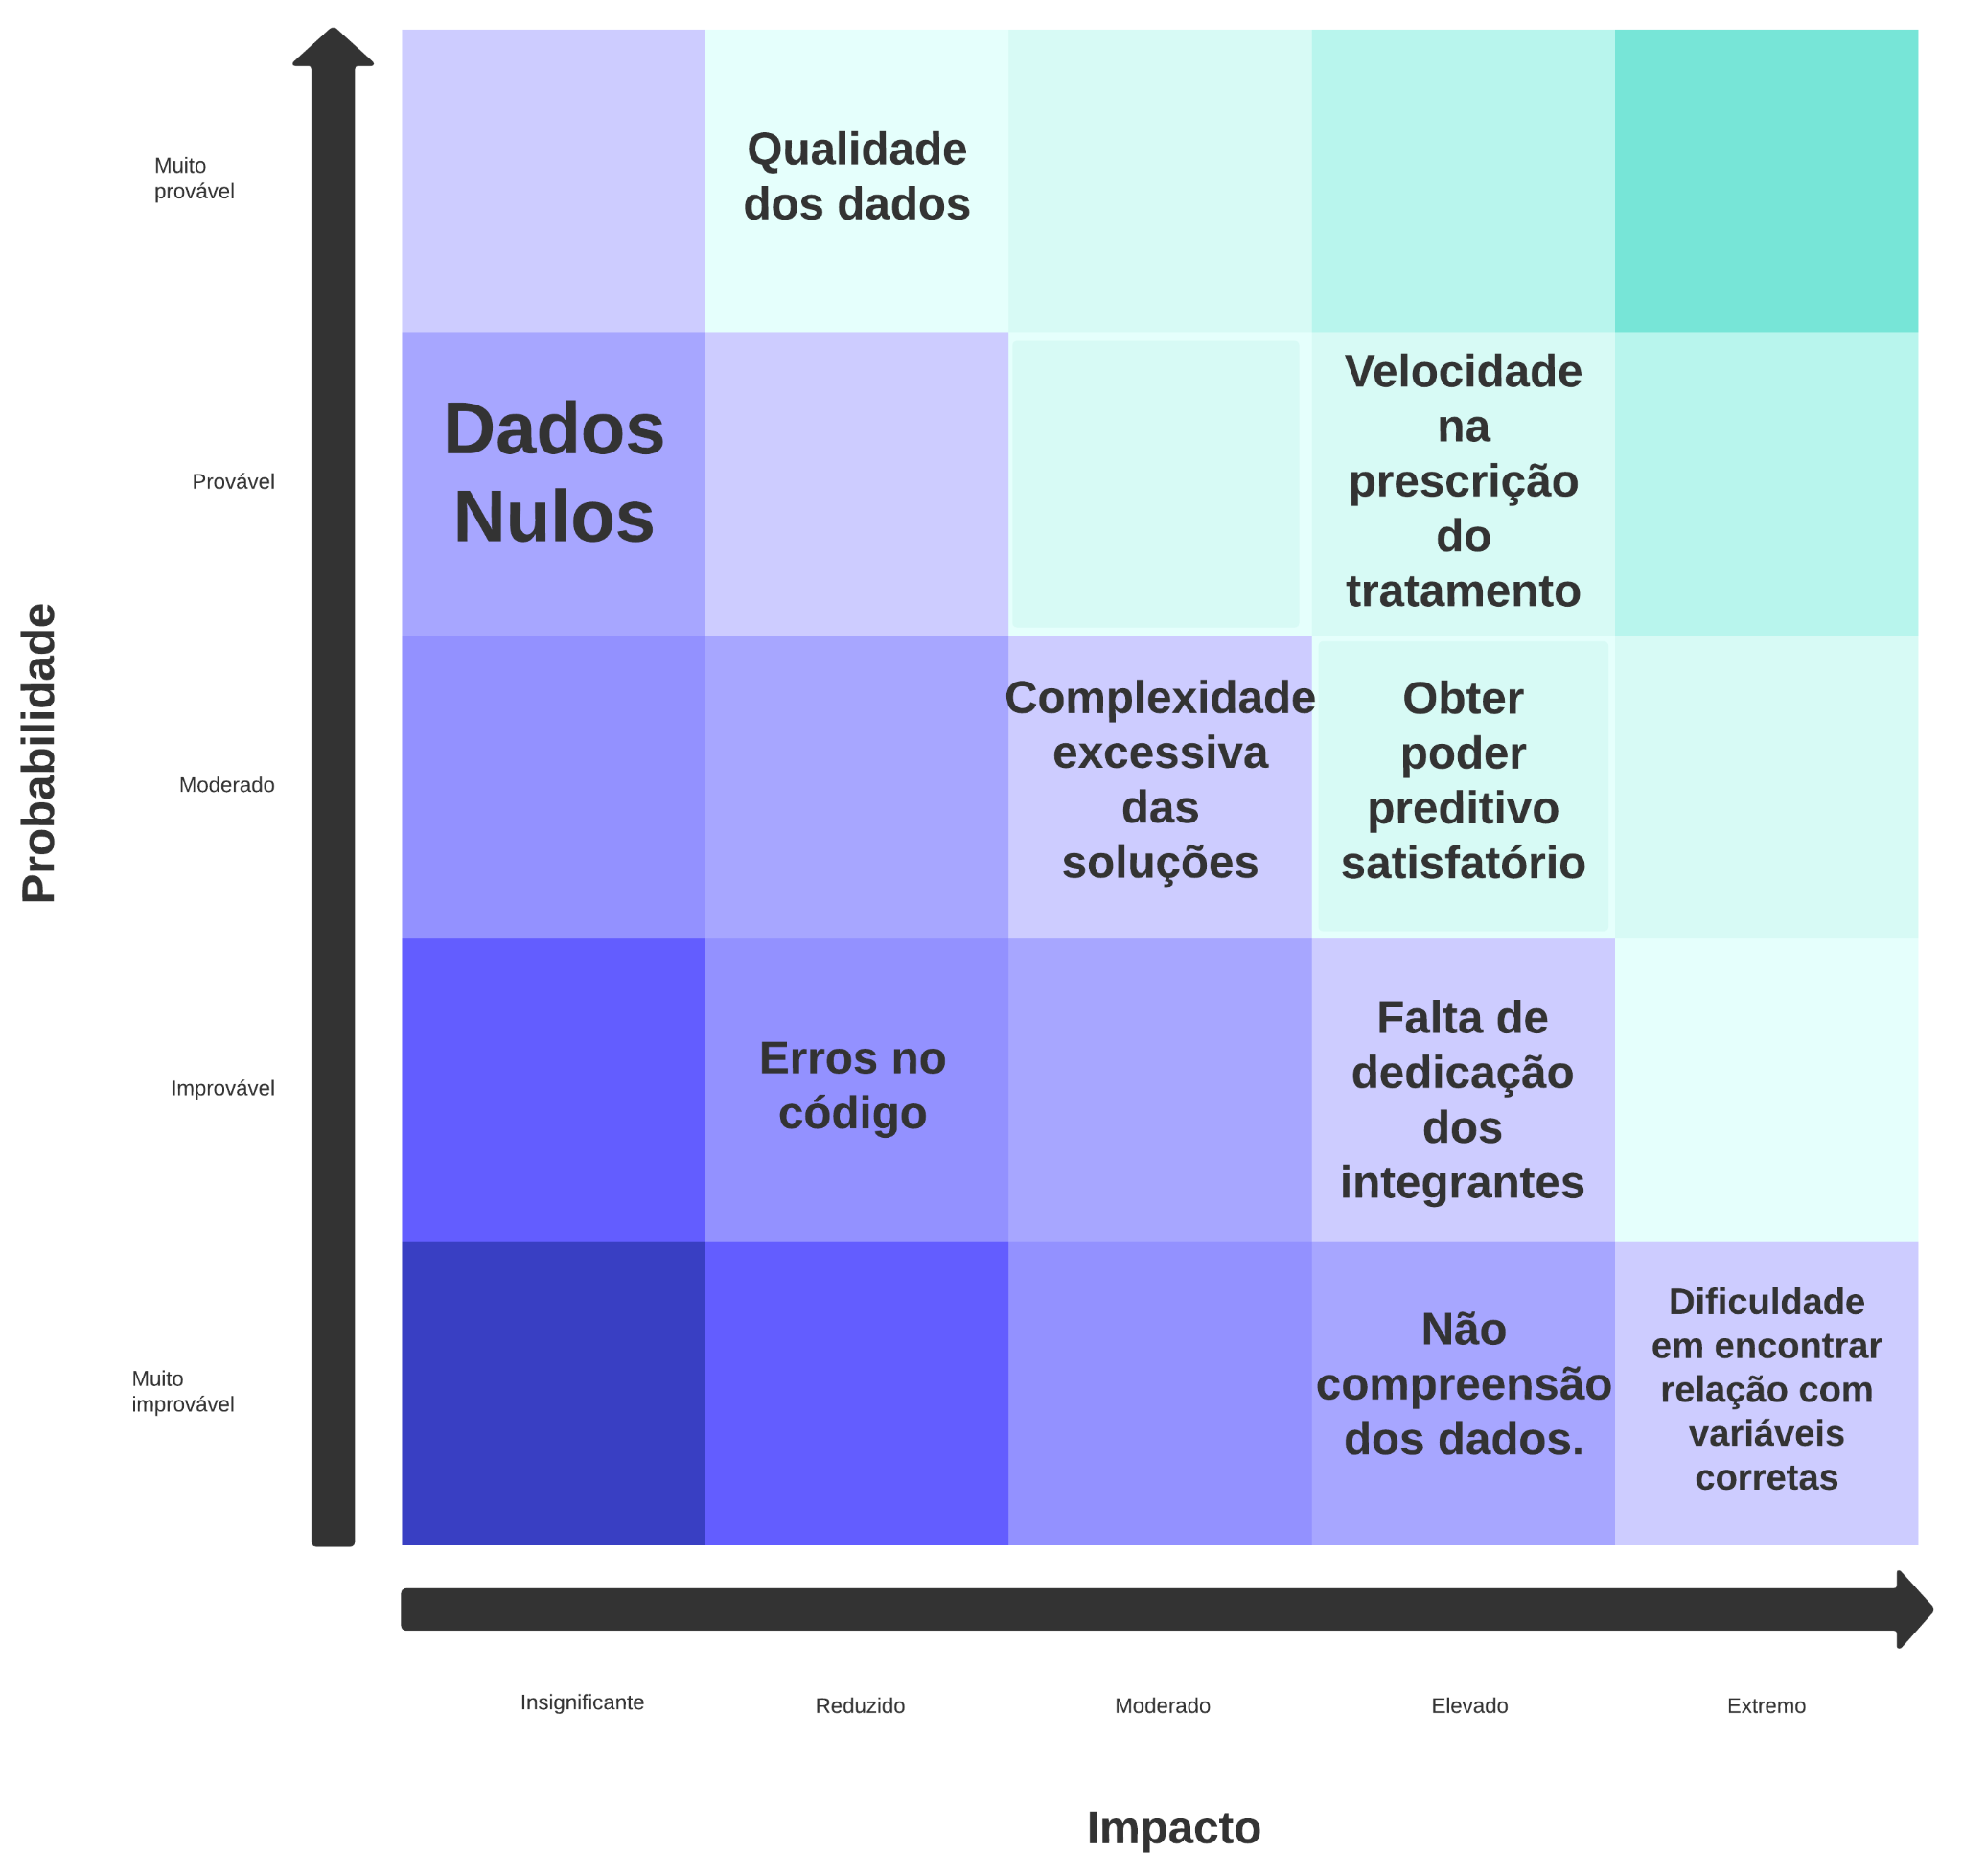 Muito
provável
Qualidade
dos dados
Provável
Dados
Nulos
Velocidade
na
prescrição
do
tratamento
Probabilidade
Moderado
Complexidade
excessiva
das
soluções
Obter
poder
preditivo
satisfatório
Improvável
Erros no
código
Falta de
dedicação
dos
integrantes
Muito
improvável
Não
compreensão
dos dados.
Dificuldade
em encontrar
relação com
variáveis
corretas
Insignificante
Reduzido
Moderado
Elevado
Extremo
Impacto